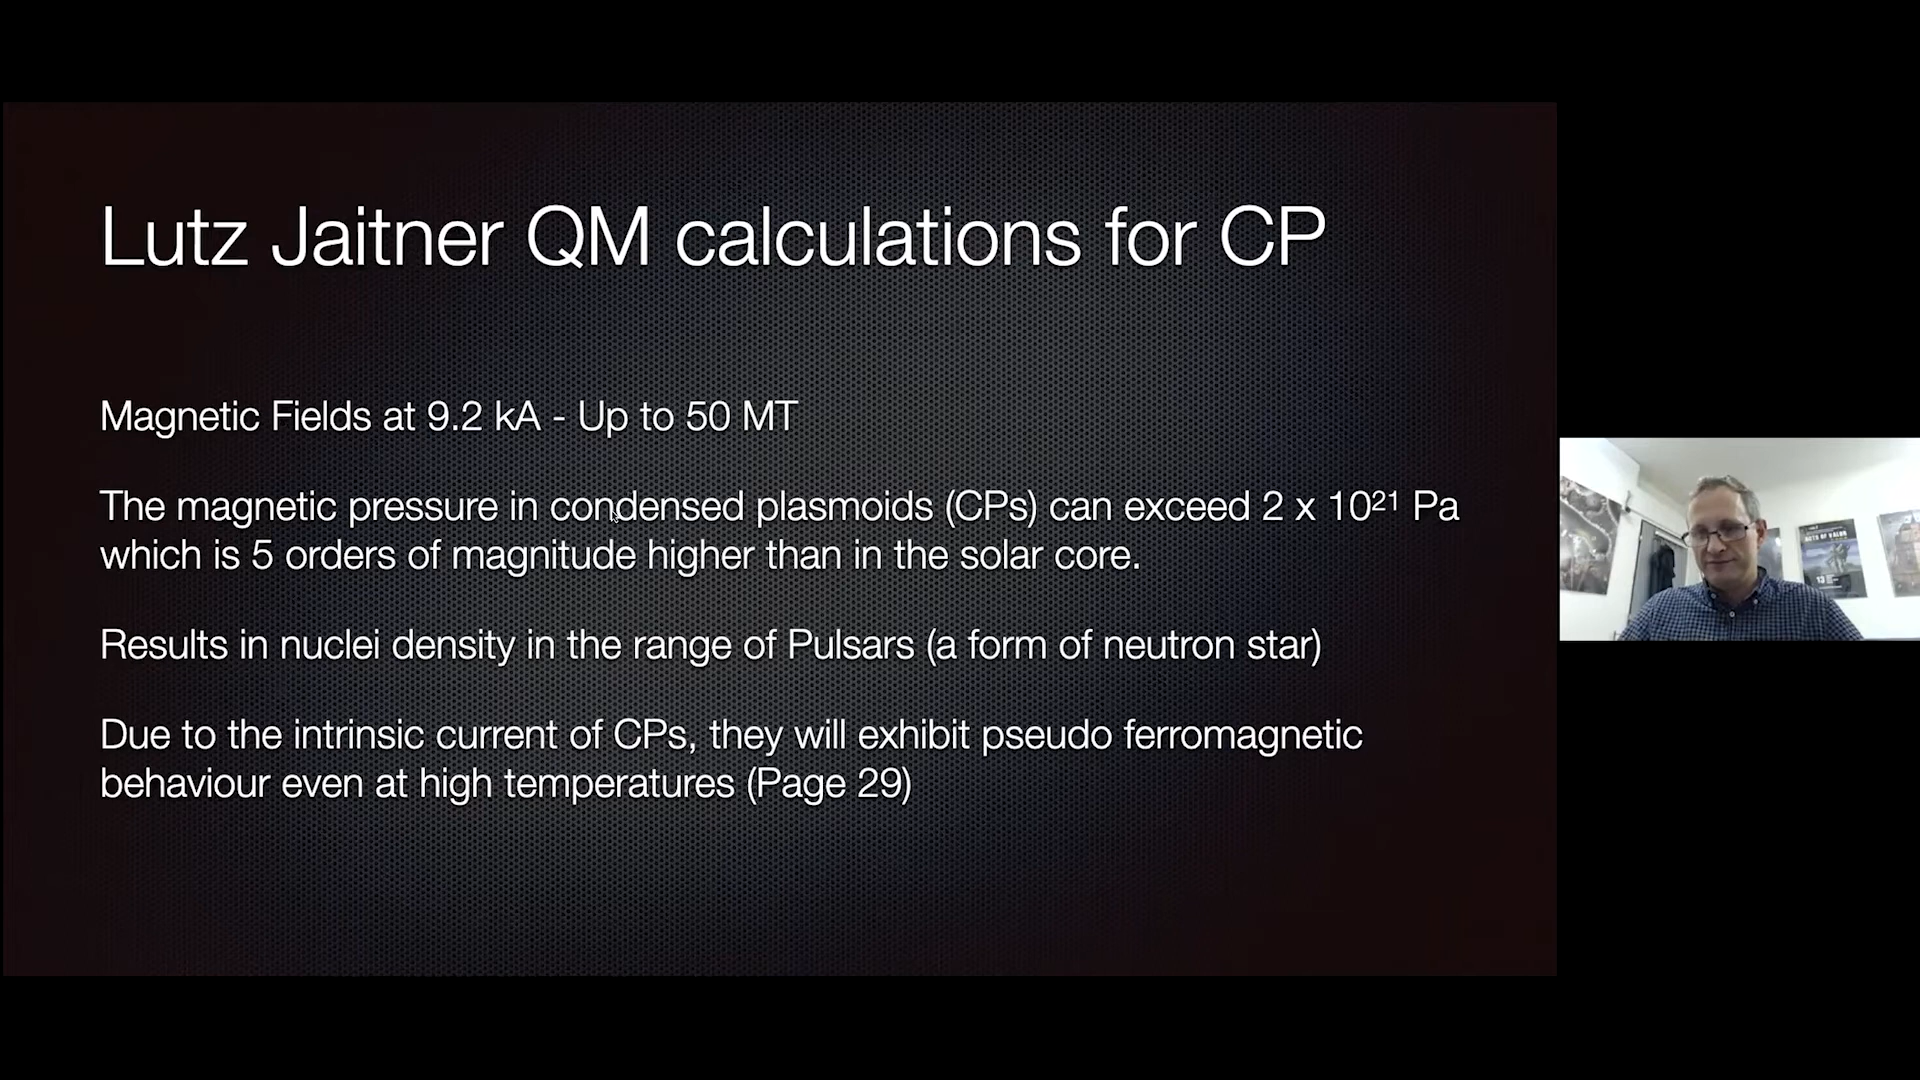 Lutz Jaitner QM calculations for CP
Magnetic Fields at 9.2 kA - Up to 50 MT
The magnetic pressure in condensed plasmoids (CPs) can exceed 2 x 10²¹ Pa
which is 5 orders of magnitude higher than in the solar core.
Results in nuclei density in the range of Pulsars (a form of neutron star)
Due to the intrinsic current of CPs, they will exhibit pseudo ferromagnetic
behaviour even at high temperatures (Page 29)